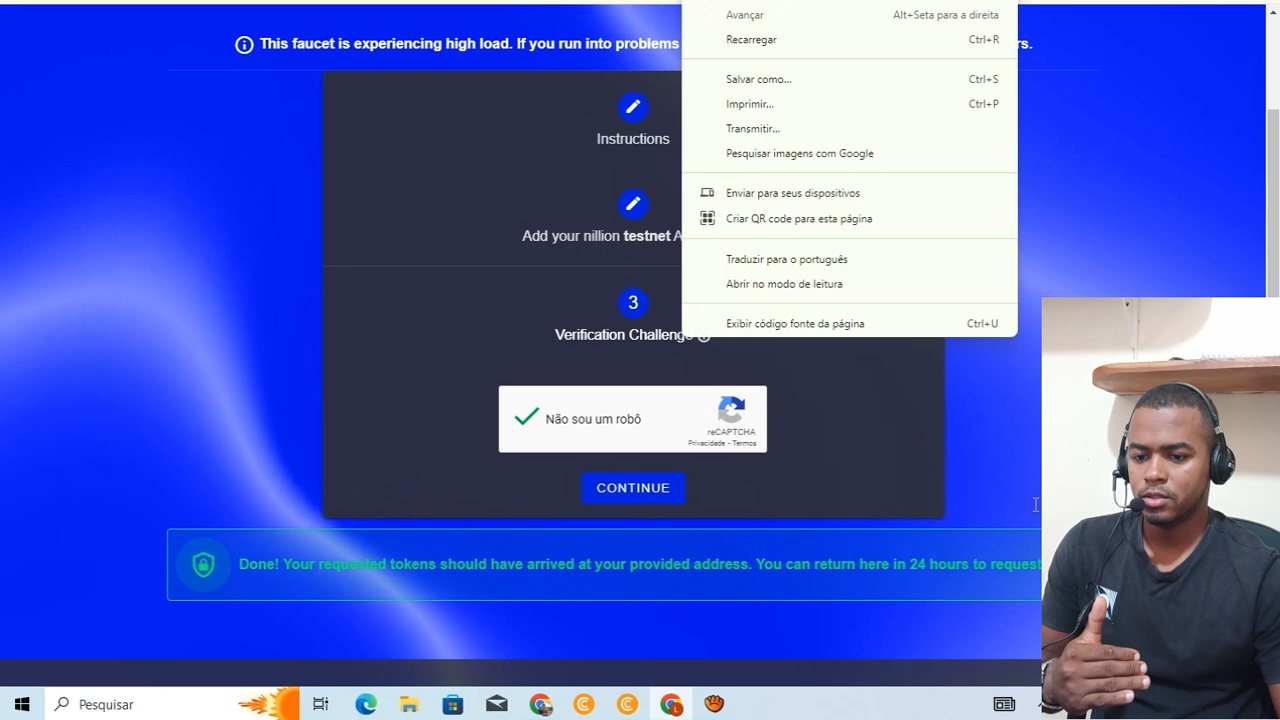 Avançar Alt+Seta para a direita
This faucet is experiencing high load. If you run into problems rs.
Recarregar Ctrl+R
Salvar como... Ctrl+S
Imprimir... Ctrl+P
Transmitir...
Instructions
Pesquisar imagens com Google
Enviar para seus dispositivos
Criar QR code para esta página
Add your nillion testnet A
Traduzir para o português
Abrir no modo de leitura
3
Exibir código fonte da página Ctrl+U
Verification Challenge
Não sou um robô
reCAPTCHA
Privacidade - Termos
CONTINUE
Done! Your requested tokens should have arrived at your provided address. You can return here in 24 hours to request
Pesquisar